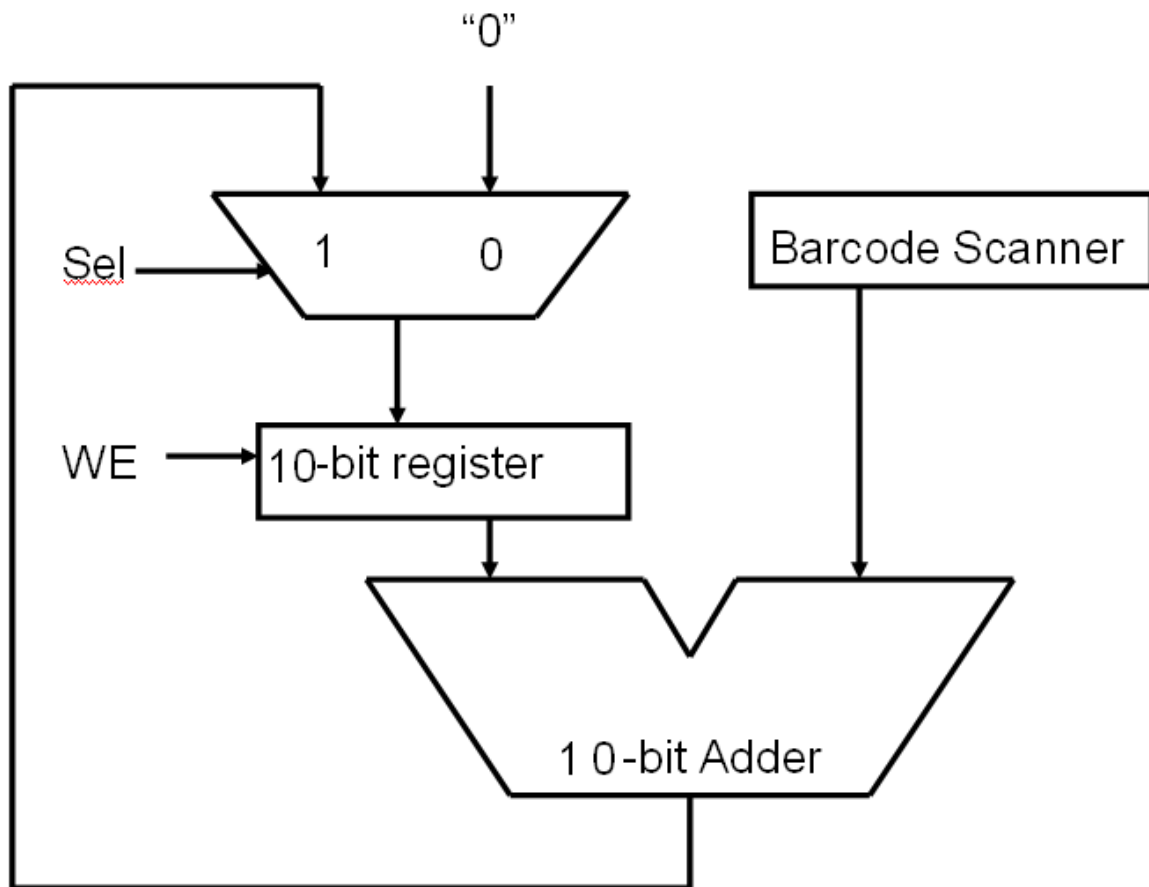 “0”
1 0
Sel
Barcode Scanner
WE
10-bit register
1 0-bit Adder